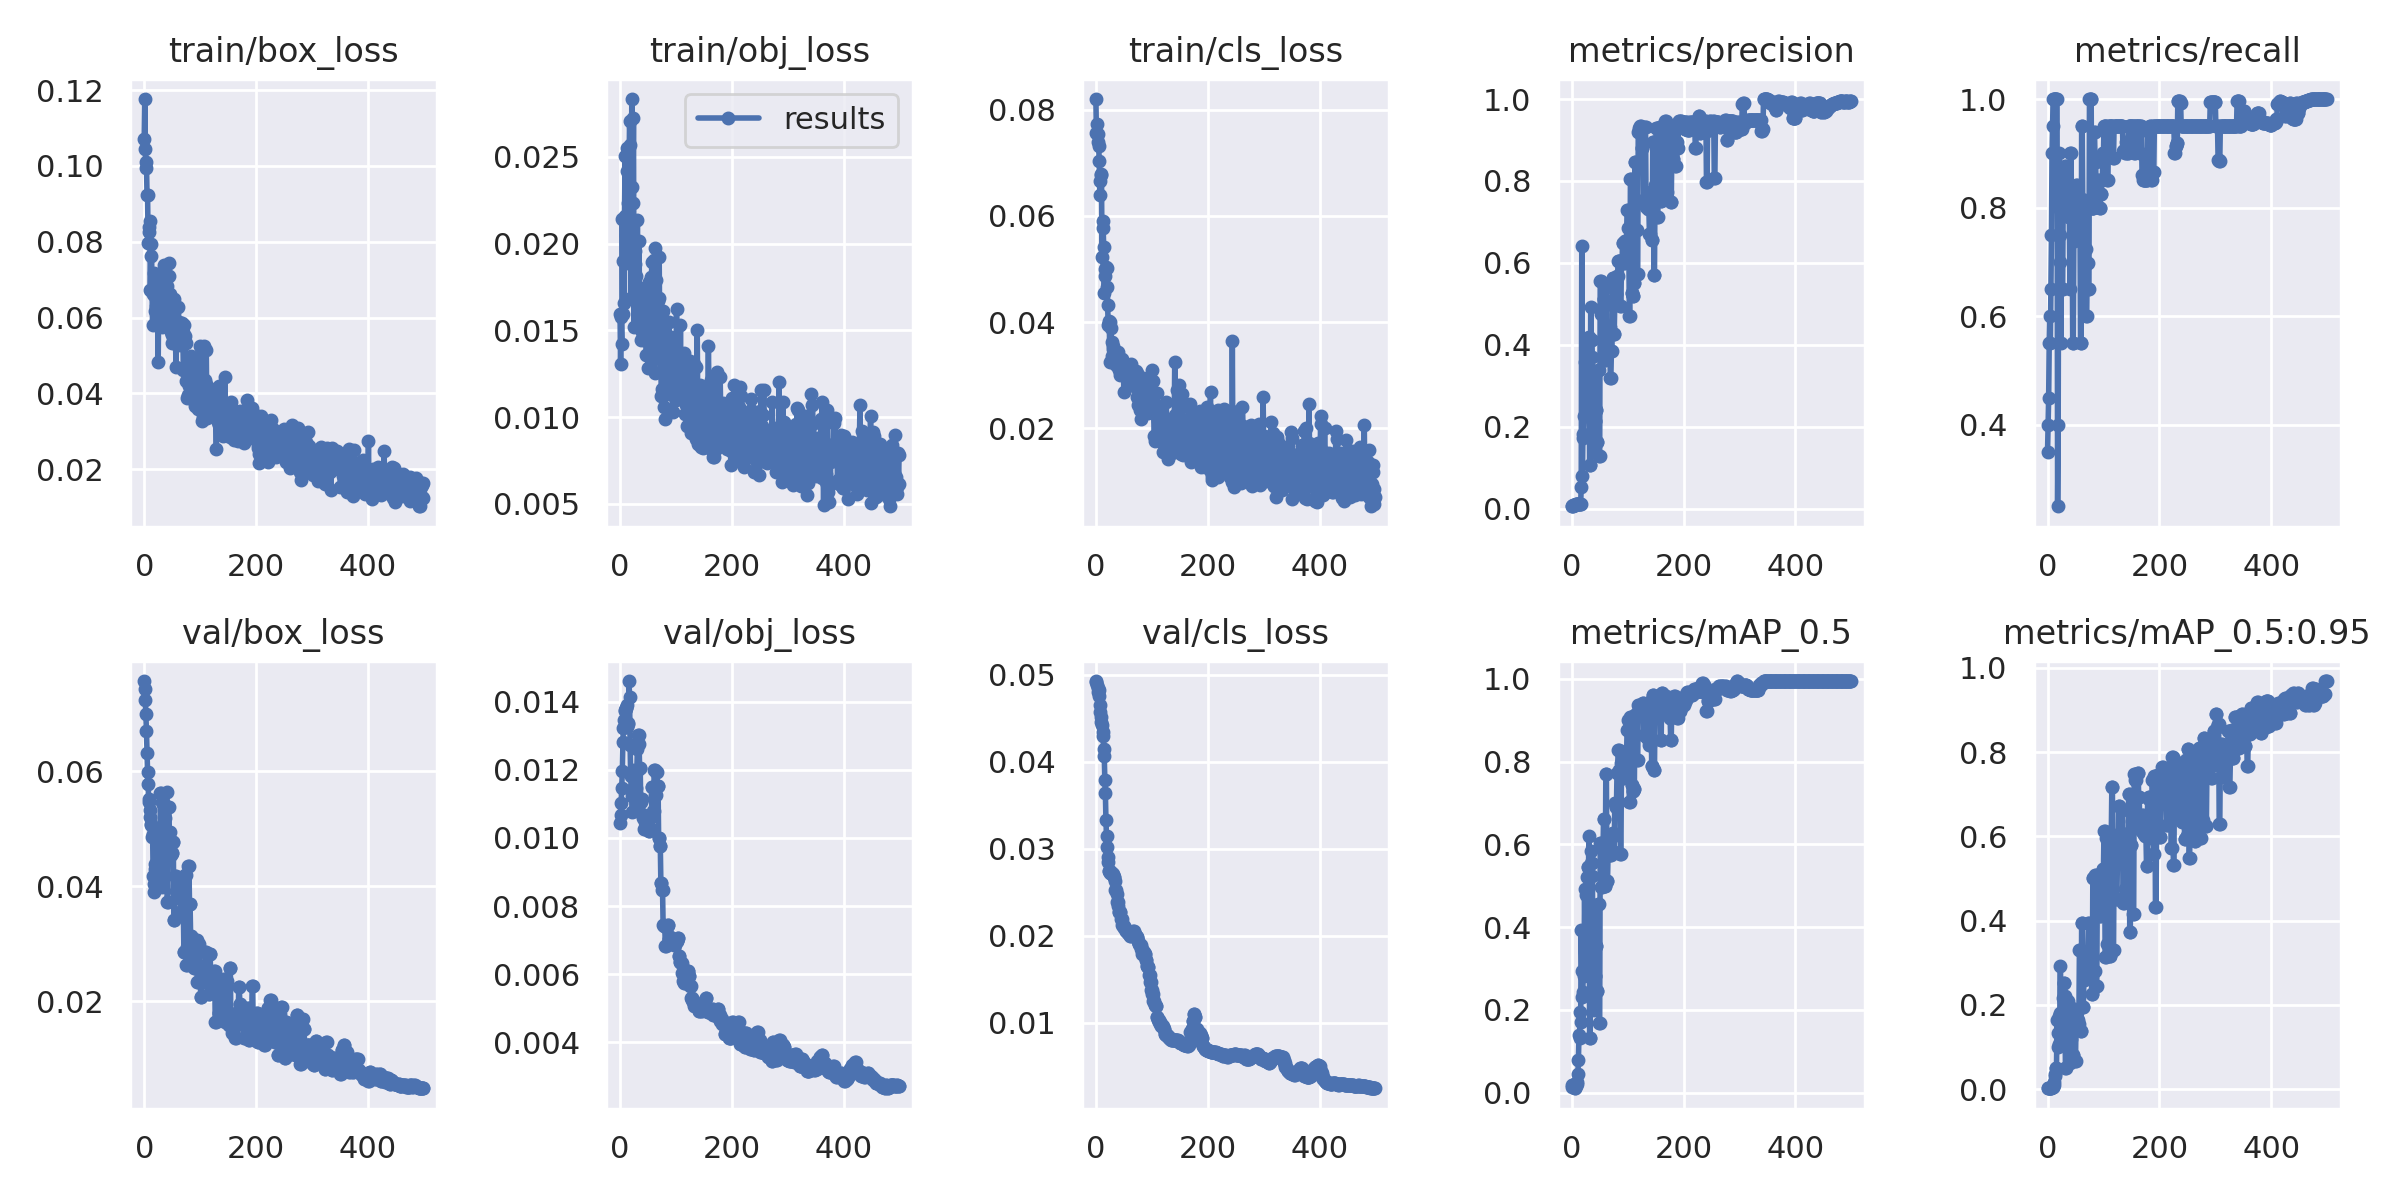 train/box_loss
0.12
0.10
0.08
0.06
0.04
0.02
0 200 400
train/obj_loss
results
0.025
0.020
0.015
0.010
0.005
0 200 400
train/cls_loss
0.08
0.06
0.04
0.02
0 200 400
metrics/precision
1.0
0.8
0.6
0.4
0.2
0.0
0 200 400
metrics/recall
1.0
0.8
0.6
0.4
0 200 400
val/box_loss
0.06
0.04
0.02
0 200 400
val/obj_loss
0.014
0.012
0.010
0.008
0.006
0.004
0 200 400
val/cls_loss
0.05
0.04
0.03
0.02
0.01
0 200 400
metrics/mAP_0.5
1.0
0.8
0.6
0.4
0.2
0.0
0 200 400
metrics/mAP_0.5:0.95
1.0
0.8
0.6
0.4
0.2
0.0
0 200 400